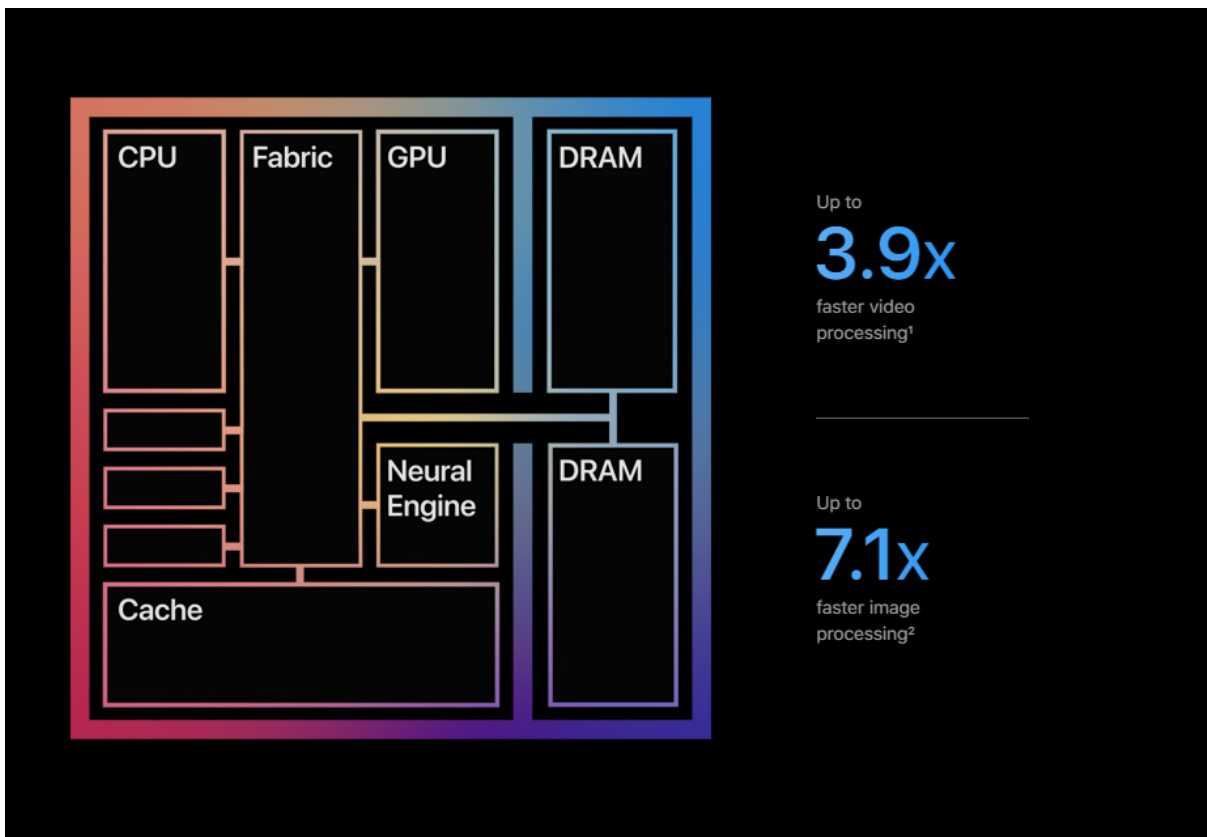 CPU
Fabric
GPU
DRAM
Neural
Engine
DRAM
Cache
Up to
3.9x
faster video
processing¹
Up to
7.1x
faster image
processing²